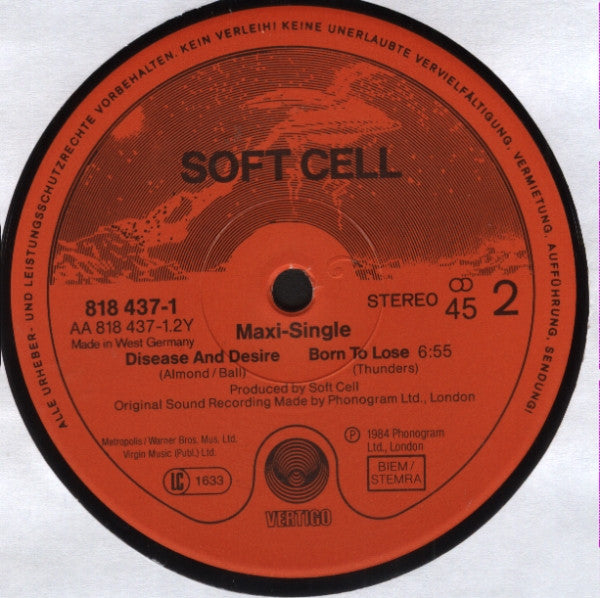 ALLE URHEBER- UND LEISTUNGSSCHUTZRECHTE VORBEHALTEN. KEIN VERLEIH! KEINE UNERLAUBTE VERVIELFÄLTIGUNG, VERMIETUNG, AUFFÜHRUNG, SENDUNG!
SOFT CELL
818 437-1
AA 818 437-1.2Y
Made in West Germany
STEREO 45 2
Maxi-Single
Disease And Desire Born To Lose 6:55
(Almond/Ball) (Thunders)
Produced by Soft Cell
Original Sound Recording Made by Phonogram Ltd., London
Metropolis/Warner Bros. Mus. Ltd.
Virgin Music (Publ.) Ltd.
LC 1633
℗ 1984 Phonogram
Ltd., London
BIEM/
STEMRA
VERTIGO